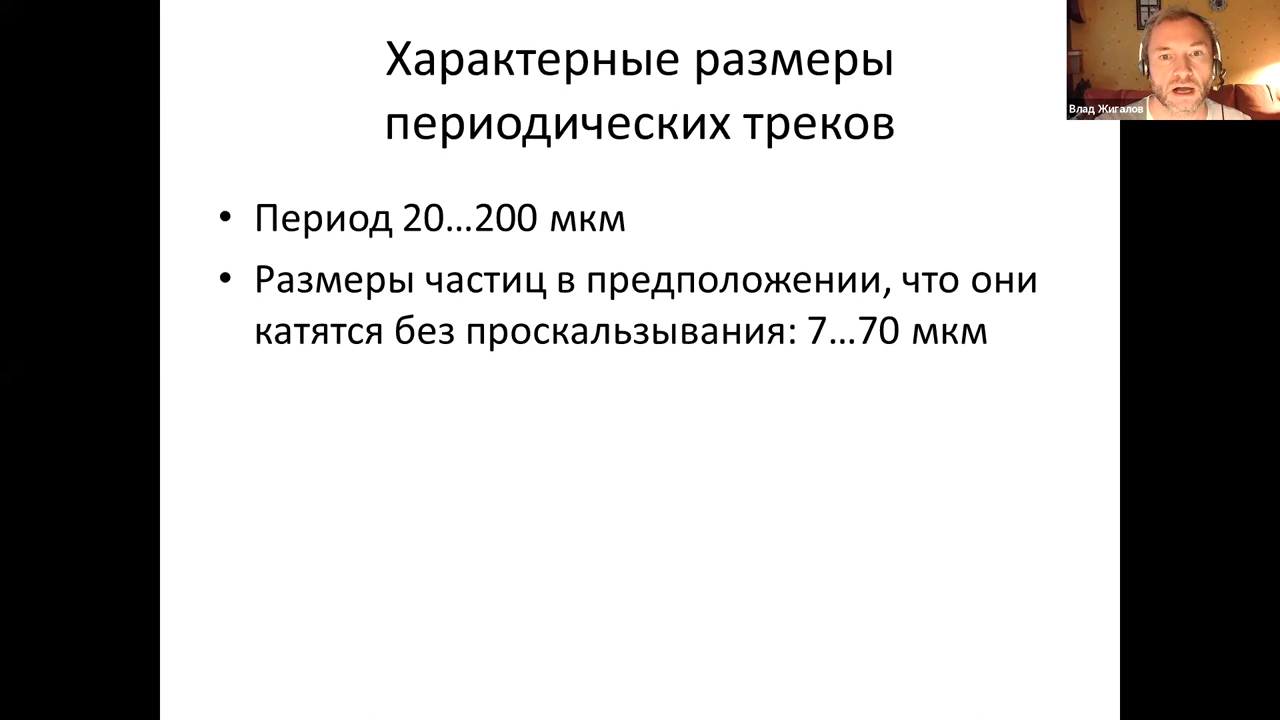 Характерные размеры
периодических треков
Влад Жигалов
• Период 20...200 мкм
• Размеры частиц в предположении, что они
катятся без проскальзывания: 7...70 мкм